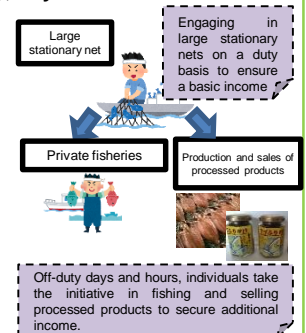 Large
stationary net
Engaging in
large stationary
nets on a duty
basis to ensure
a basic income
Private fisheries
Production and sales of
processed products
Off-duty days and hours, individuals take
the initiative in fishing and selling
processed products to secure additional
income.